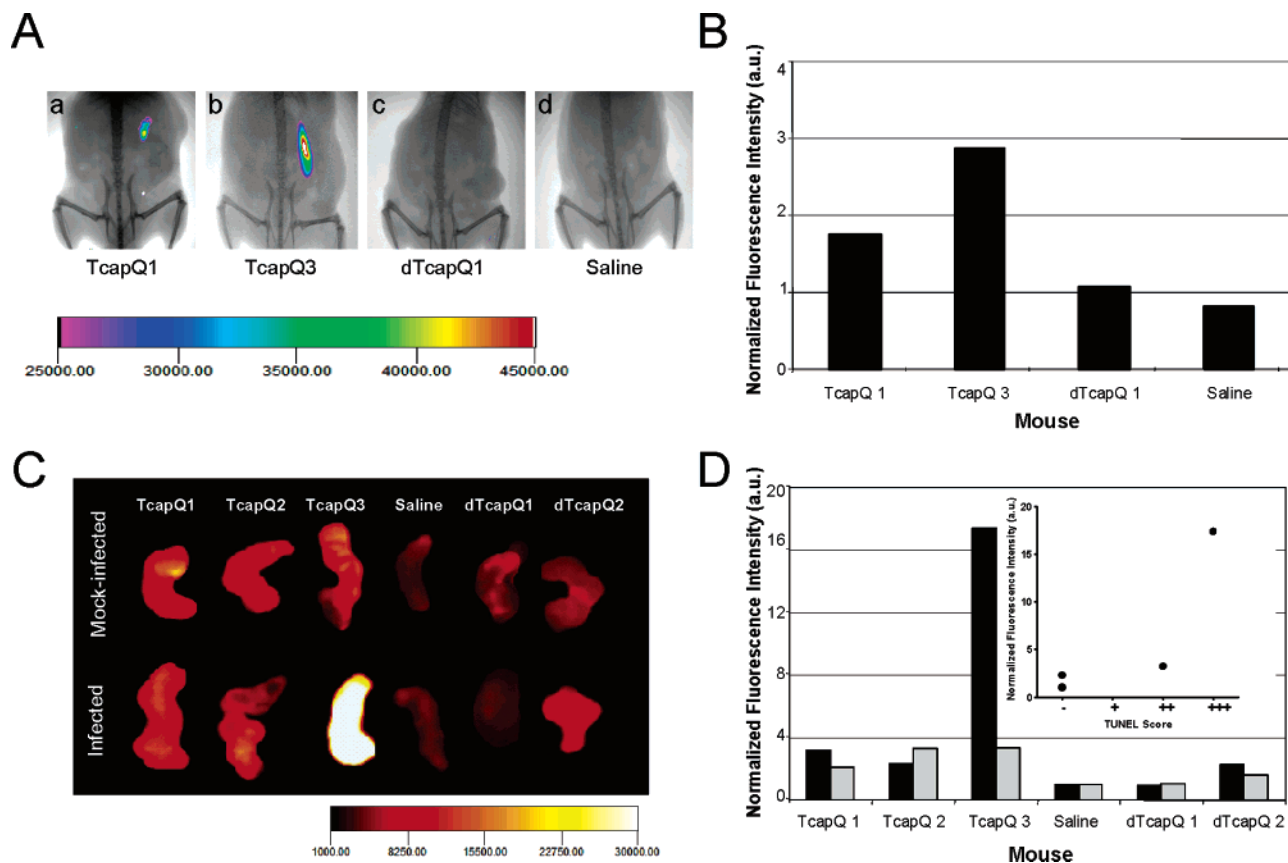 A
a
b
c
d
TcapQ1
TcapQ3
dTcapQ1
Saline
25000.00
30000.00
35000.00
40000.00
45000.00
B
Normalized Fluorescence Intensity (a.u.)
4
3
2
1
0
TcapQ 1
TcapQ 3
dTcapQ 1
Saline
Mouse
C
TcapQ1
TcapQ2
TcapQ3
Saline
dTcapQ1
dTcapQ2
Mock-infected
Infected
1000.00
8250.00
15500.00
22750.00
30000.00
D
Normalized Fluorescence Intensity (a.u.)
20
16
12
8
4
0
TcapQ 1
TcapQ 2
TcapQ 3
Saline
dTcapQ 1
dTcapQ 2
Mouse
Normalized Fluorescence Intensity (a.u.)
20
15
10
5
0
-
+
++
+++
TUNEL Score